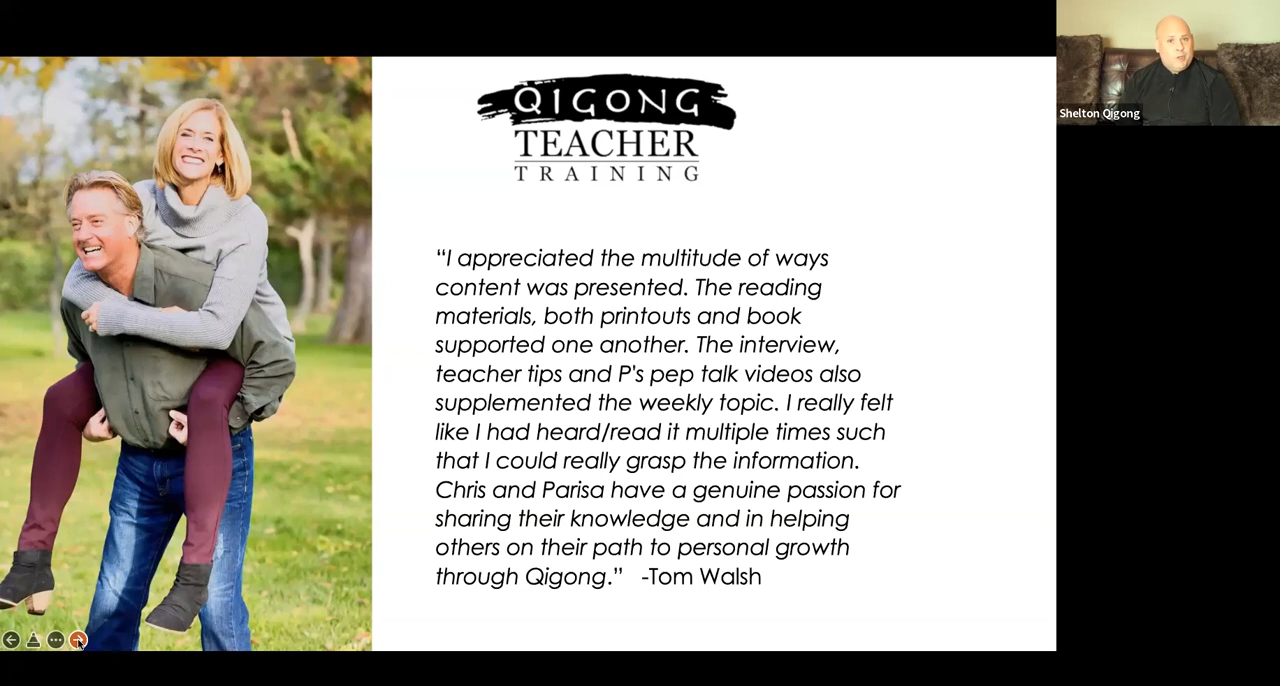 QIGONG
TEACHER
TRAINING
Shelton Qigong
“I appreciated the multitude of ways
content was presented. The reading
materials, both printouts and book
supported one another. The interview,
teacher tips and P's pep talk videos also
supplemented the weekly topic. I really felt
like I had heard/read it multiple times such
that I could really grasp the information.
Chris and Parisa have a genuine passion for
sharing their knowledge and in helping
others on their path to personal growth
through Qigong.” -Tom Walsh